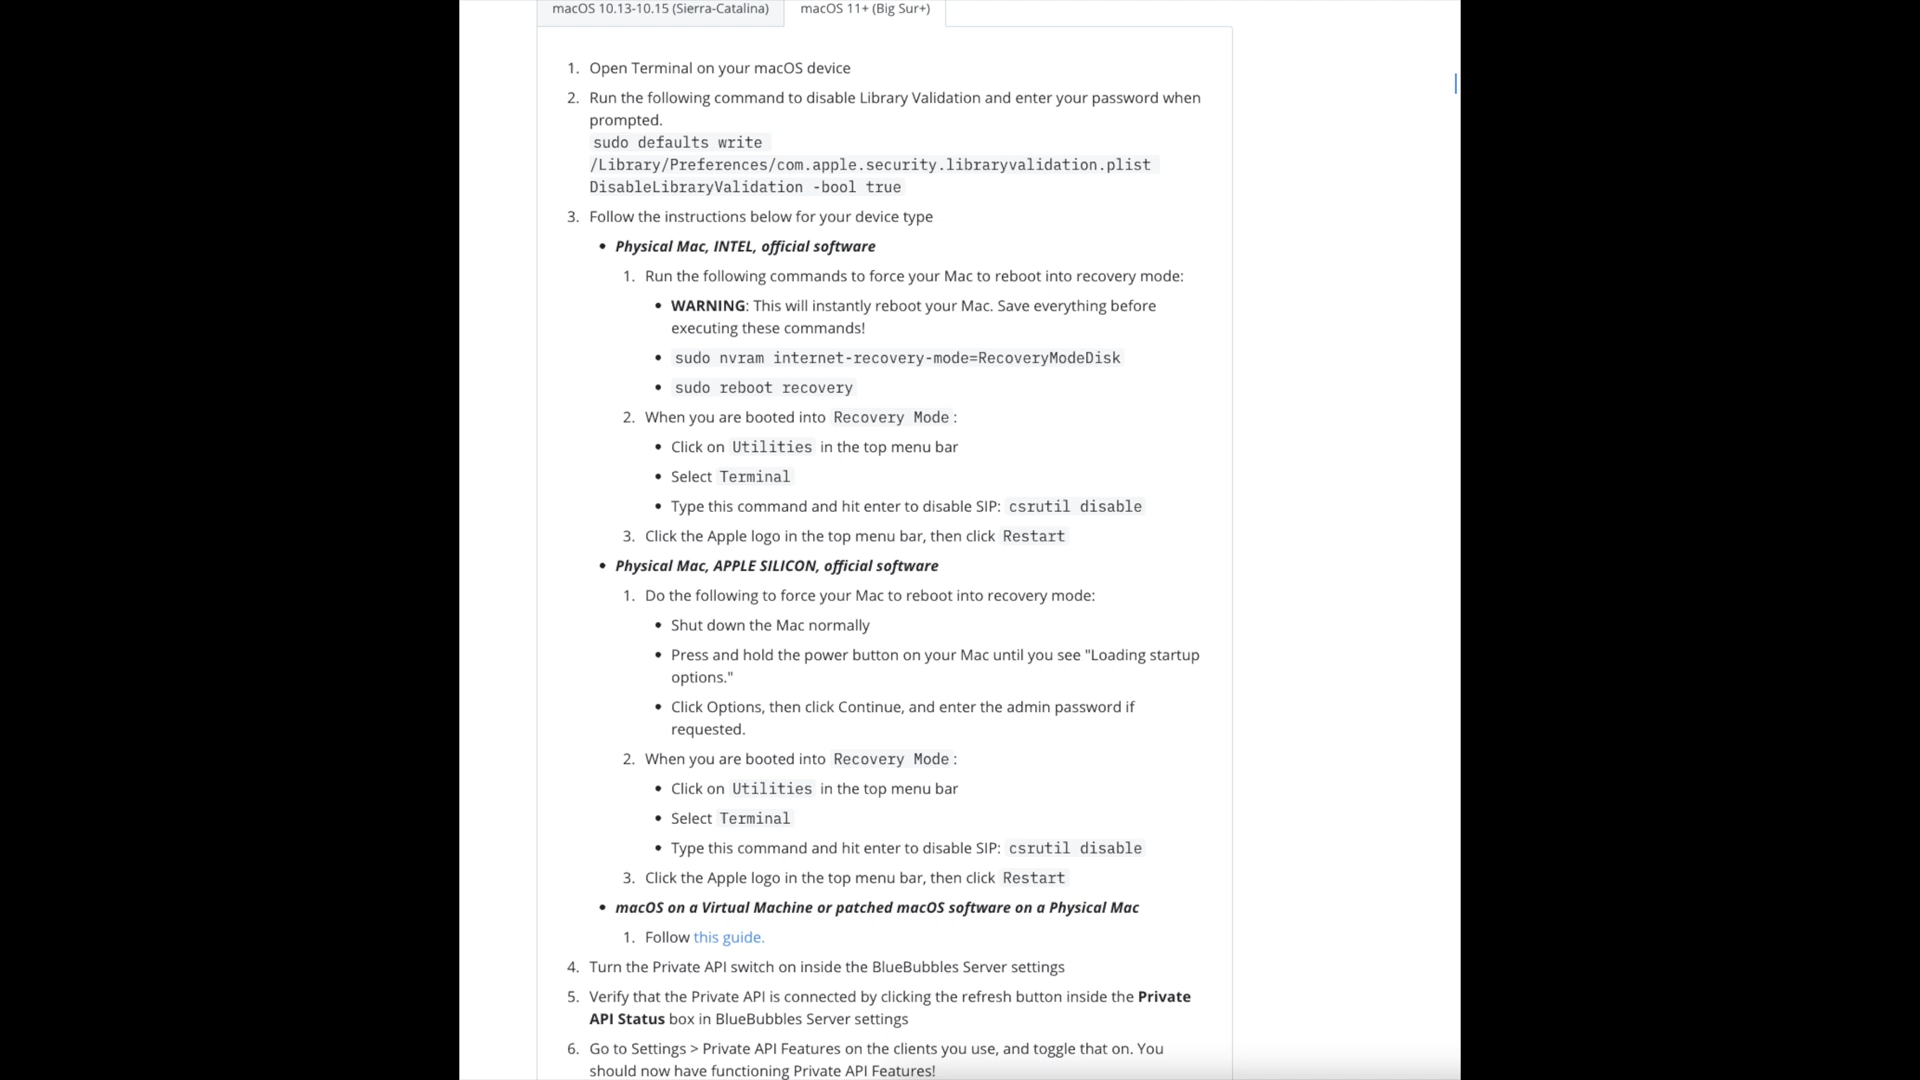 macOS 10.13-10.15 (Sierra-Catalina)
macOS 11+ (Big Sur+)
1. Open Terminal on your macOS device
2. Run the following command to disable Library Validation and enter your password when
prompted.
sudo defaults write
/Library/Preferences/com.apple.security.libraryvalidation.plist
DisableLibraryValidation -bool true
3. Follow the instructions below for your device type
• Physical Mac, INTEL, official software
1. Run the following commands to force your Mac to reboot into recovery mode:
• WARNING: This will instantly reboot your Mac. Save everything before
executing these commands!
• sudo nvram internet-recovery-mode=RecoveryModeDisk
• sudo reboot recovery
2. When you are booted into Recovery Mode :
• Click on Utilities in the top menu bar
• Select Terminal
• Type this command and hit enter to disable SIP: csrutil disable
3. Click the Apple logo in the top menu bar, then click Restart
• Physical Mac, APPLE SILICON, official software
1. Do the following to force your Mac to reboot into recovery mode:
• Shut down the Mac normally
• Press and hold the power button on your Mac until you see "Loading startup
options."
• Click Options, then click Continue, and enter the admin password if
requested.
2. When you are booted into Recovery Mode :
• Click on Utilities in the top menu bar
• Select Terminal
• Type this command and hit enter to disable SIP: csrutil disable
3. Click the Apple logo in the top menu bar, then click Restart
• macOS on a Virtual Machine or patched macOS software on a Physical Mac
1. Follow this guide.
4. Turn the Private API switch on inside the BlueBubbles Server settings
5. Verify that the Private API is connected by clicking the refresh button inside the Private
API Status box in BlueBubbles Server settings
6. Go to Settings > Private API Features on the clients you use, and toggle that on. You
should now have functioning Private API Features!